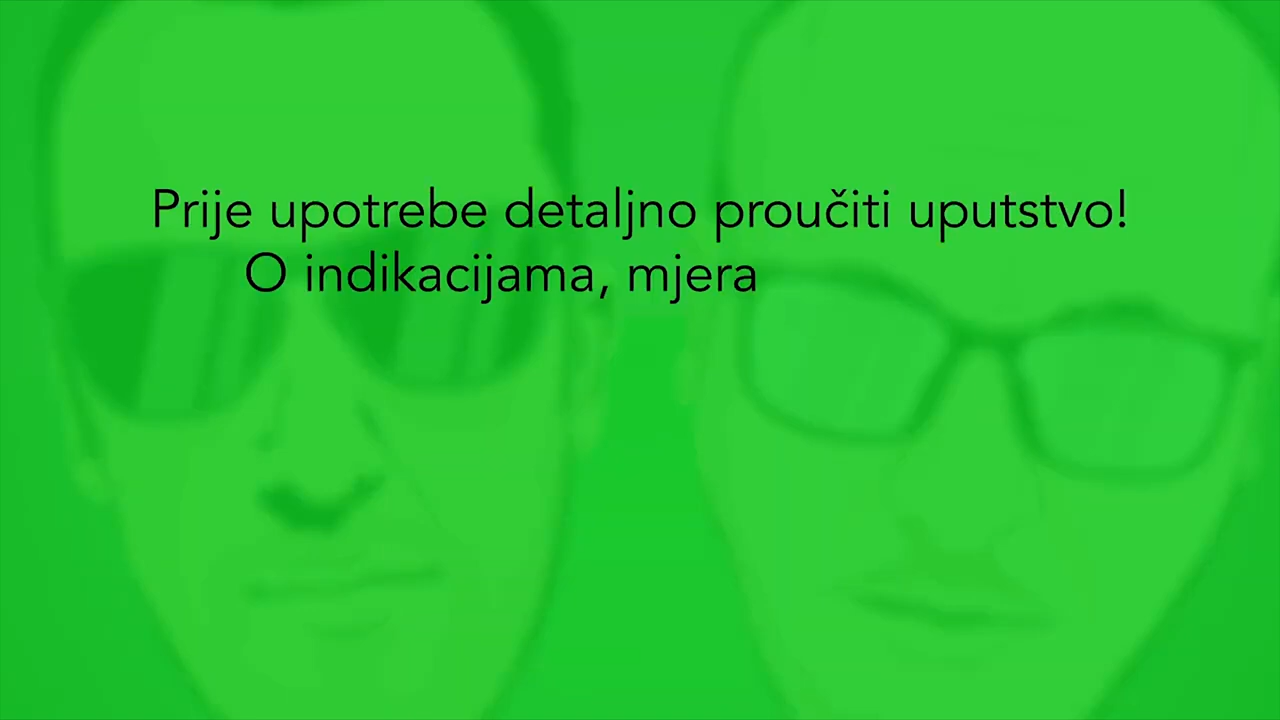 Prije upotrebe detaljno proučiti uputstvo!
O indikacijama, mjera